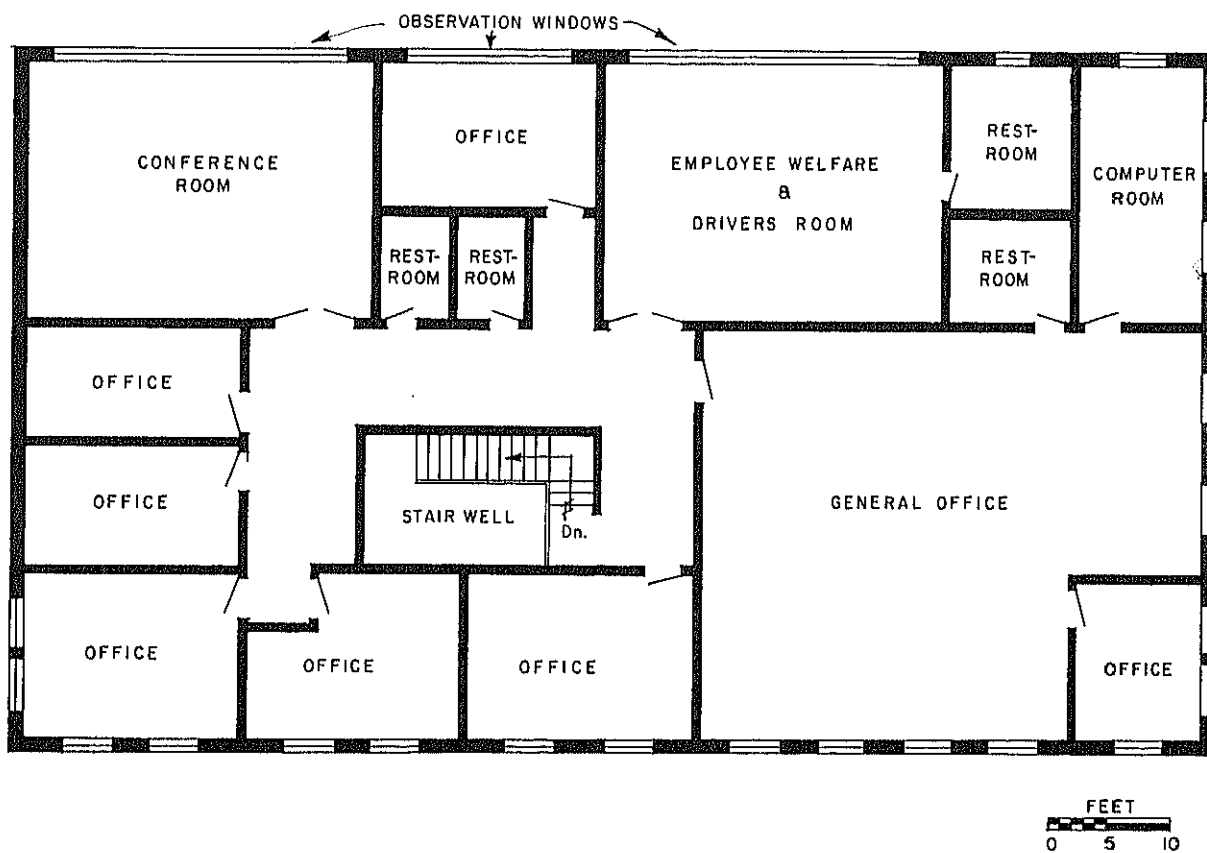 OBSERVATION WINDOWS
CONFERENCE
ROOM
OFFICE
EMPLOYEE WELFARE
&
DRIVERS ROOM
REST-
ROOM
COMPUTER
ROOM
REST-
ROOM
REST-
ROOM
REST-
ROOM
OFFICE
OFFICE
STAIR WELL
Dn.
GENERAL OFFICE
OFFICE
OFFICE
OFFICE
OFFICE
FEET
0 5 10